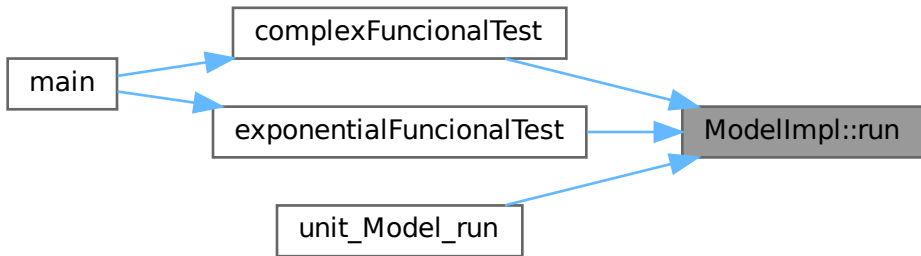 complexFuncionalTest
main
exponentialFuncionalTest
ModelImpl::run
unit_Model_run